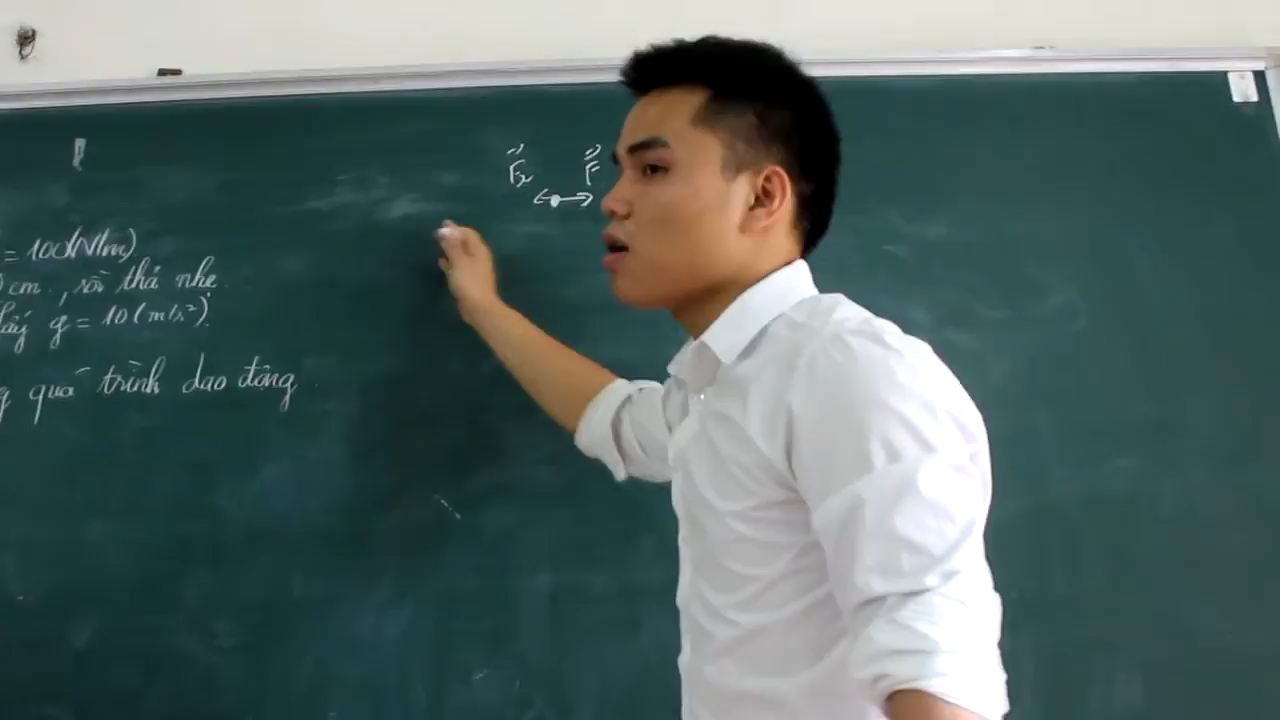 F₂ F
= 100(N/m)
cm, rồi thả nhẹ
lấy g = 10(m/s²).
quá trình dao động